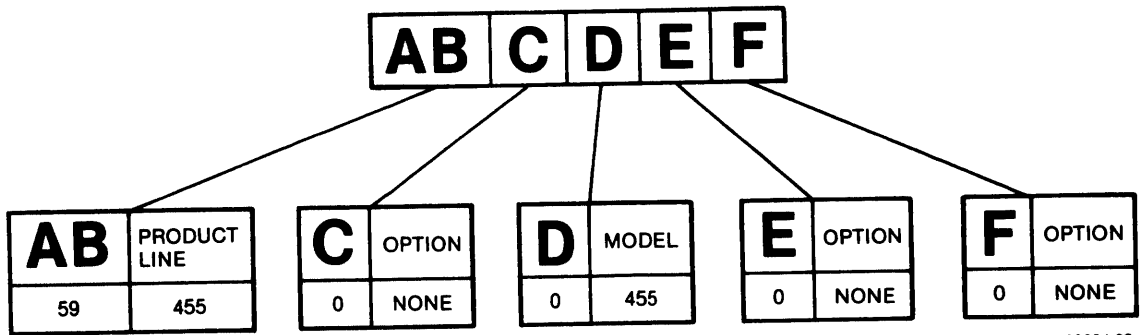 AB C D E F
AB PRODUCT LINE
59 455
C OPTION
0 NONE
D MODEL
0 455
E OPTION
0 NONE
F OPTION
0 NONE